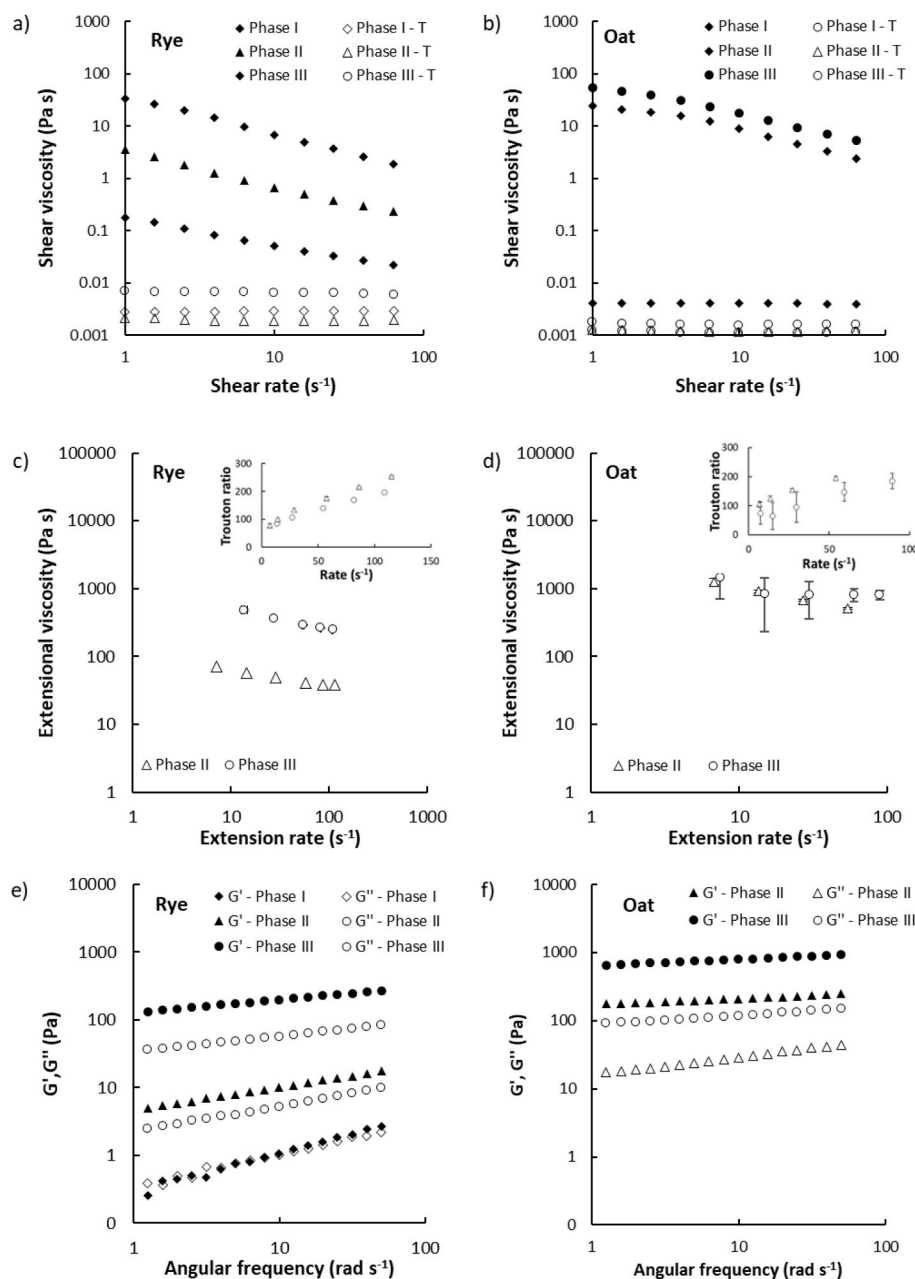 a)
Rye
Phase I
Phase I - T
Phase II
Phase II - T
Phase III
Phase III - T
1000
100
10
1
0.1
0.01
0.001
Shear viscosity (Pa s)
1
10
100
Shear rate (s⁻¹)
b)
Oat
Phase I
Phase I - T
Phase II
Phase II - T
Phase III
Phase III - T
1000
100
10
1
0.1
0.01
0.001
Shear viscosity (Pa s)
1
10
100
Shear rate (s⁻¹)
c)
Rye
100000
10000
1000
100
10
1
Extensional viscosity (Pa s)
300
200
100
0
Trouton ratio
0
50
100
150
Rate (s⁻¹)
Phase II
Phase III
1
10
100
1000
Extension rate (s⁻¹)
d)
Oat
100000
10000
1000
100
10
1
Extensional viscosity (Pa s)
300
200
100
0
Trouton ratio
0
50
100
Rate (s⁻¹)
Phase II
Phase III
1
10
100
Extension rate (s⁻¹)
e)
Rye
G' - Phase I
G'' - Phase I
G' - Phase II
G'' - Phase II
G' - Phase III
G'' - Phase III
10000
1000
100
10
1
0
G',G'' (Pa)
1
10
100
Angular frequency (rad s⁻¹)
f)
Oat
G' - Phase II
G'' - Phase II
G' - Phase III
G'' - Phase III
10000
1000
100
10
1
0
G', G'' (Pa)
1
10
100
Angular frequency (rad s⁻¹)